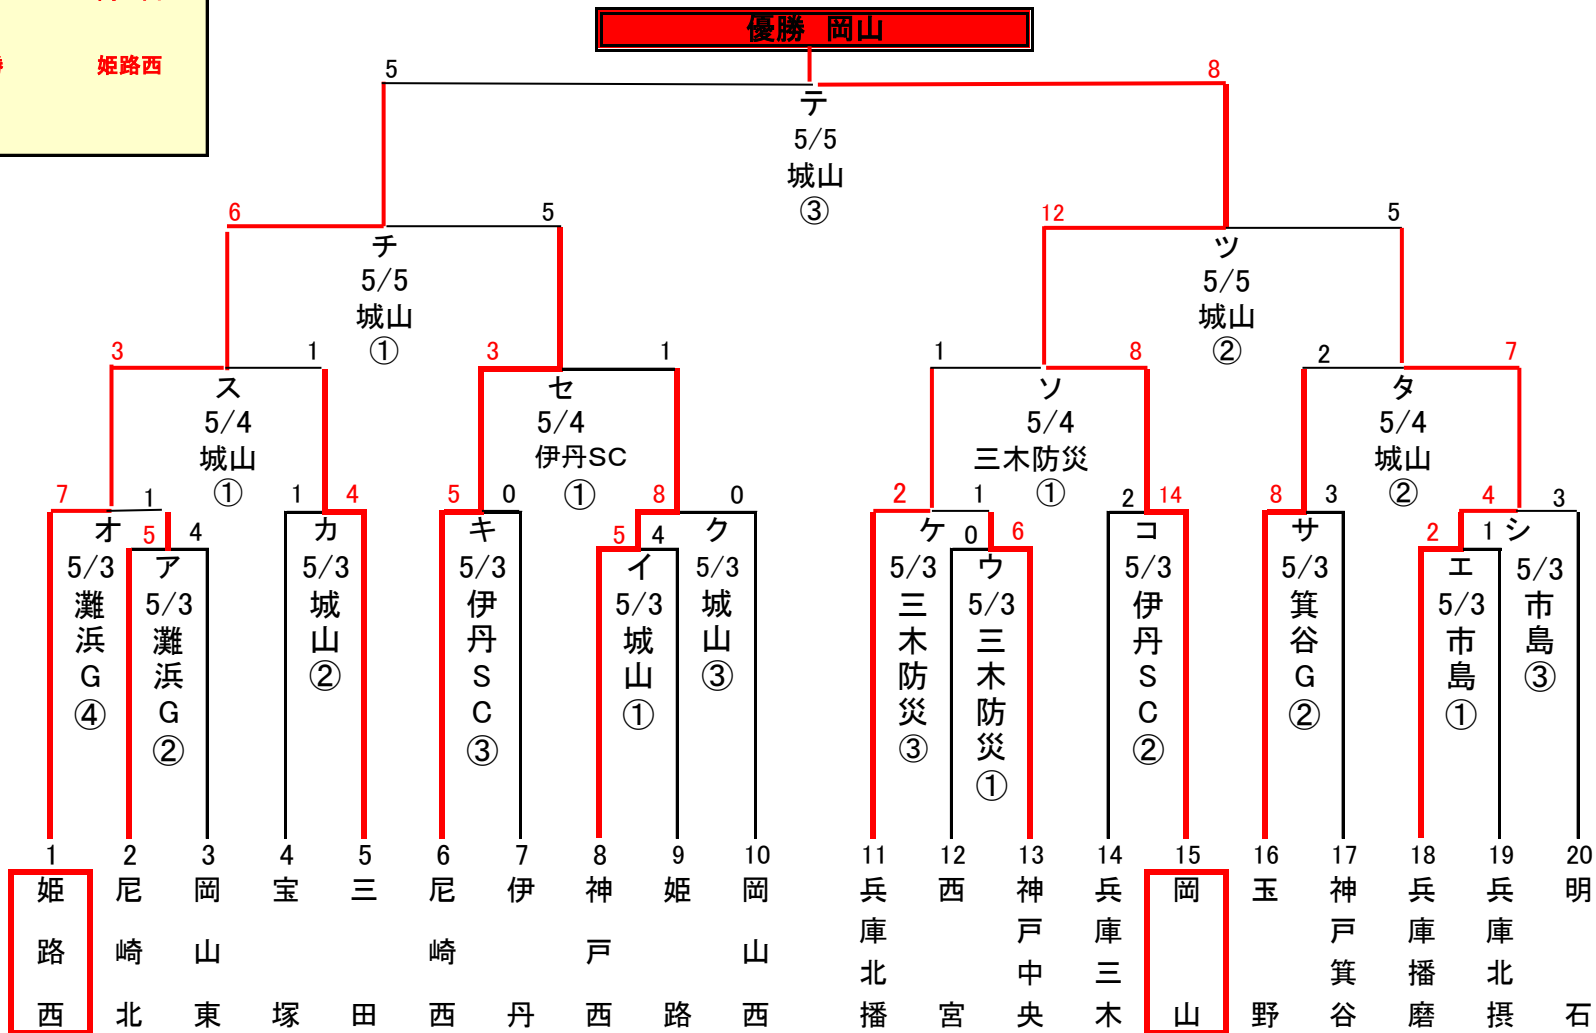 優勝 岡山
姫路西
5 8
テ
5/5
城山
③
6 5 12 5
チ ツ
5/5 5/5
城山 城山
① ②
3 1 3 1 1 8 2 7
ス セ ソ タ
5/4 5/4 5/4 5/4
城山 伊丹SC 三木防災 城山
① ① ① ②
7 1 1 4 5 0 8 0 2 1 2 14 8 3 4 3
オ カ キ ク ケ コ サ シ
5 4 5 4 0 6 2 1
ア イ ウ エ
5/3 灘浜G ④
5/3 灘浜G ②
5/3 城山 ②
5/3 伊丹SC ③
5/3 城山 ①
5/3 城山 ③
5/3 三木防災 ③
5/3 三木防災 ①
5/3 伊丹SC ②
5/3 箕谷G ②
5/3 市島 ①
5/3 市島 ③
1 姫路西
2 尼崎北
3 岡山東
4 宝塚
5 三田
6 尼崎西
7 伊丹
8 神戸西
9 姫路
10 岡山西
11 兵庫北播
12 西宮
13 神戸中央
14 兵庫三木
15 岡山
16 玉野
17 神戸箕谷
18 兵庫播磨
19 兵庫北摂
20 明石